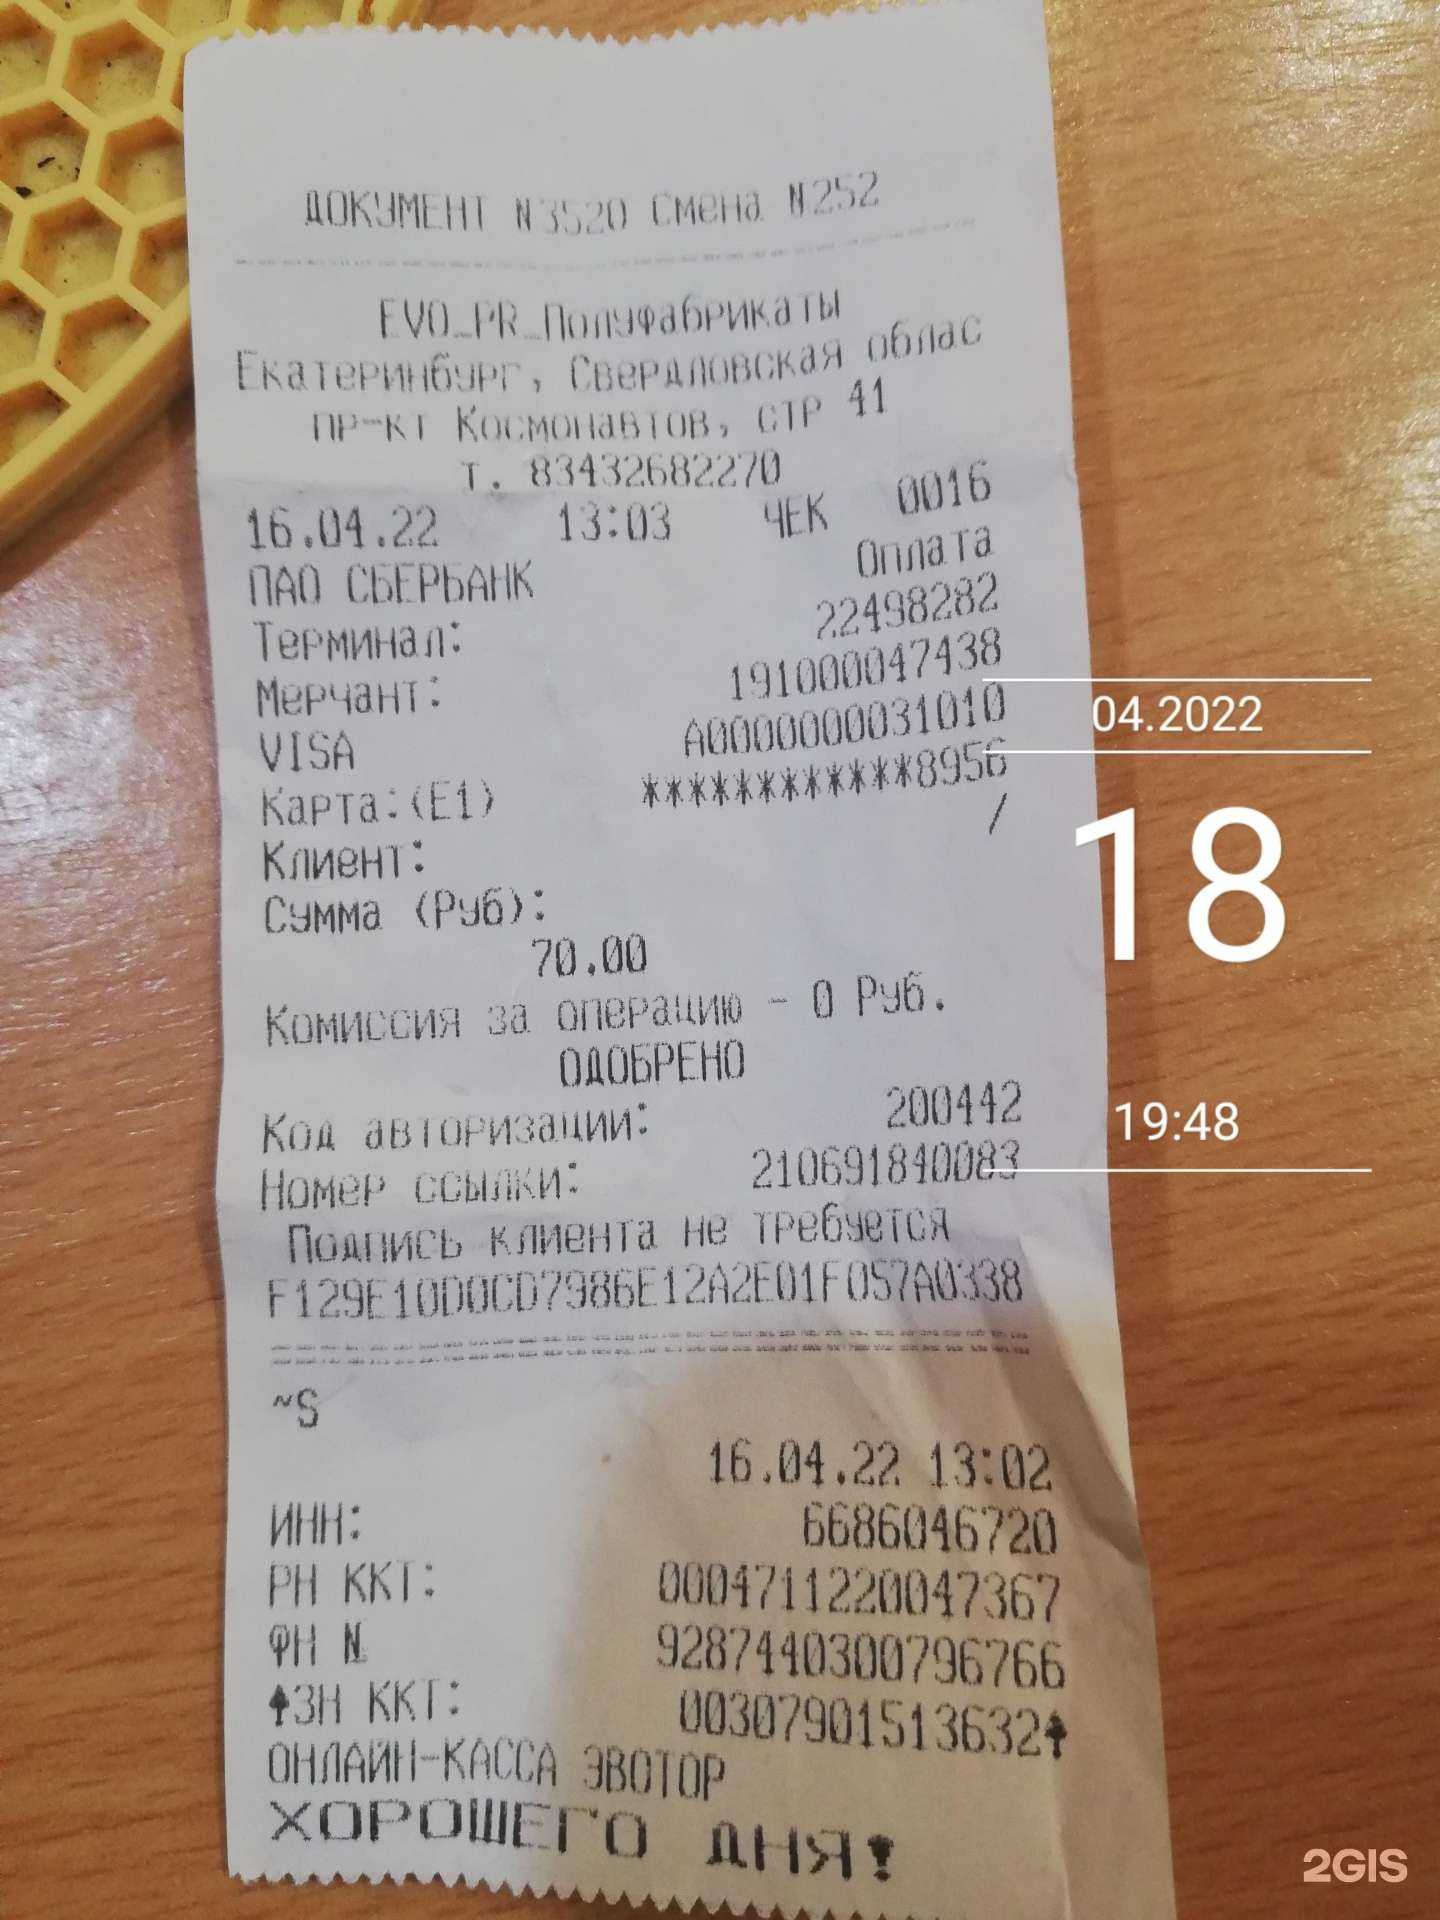 ДОКУМЕНТ N3520 Смена N252
EVO_PR_Полуфабрикаты
Екатеринбург, Свердловская облас
пр-кт Космонавтов, стр 41
т. 83432682270
16.04.22 13:03 ЧЕК 0016
ПАО СБЕРБАНК Оплата
Терминал: 22498282
Мерчант: 191000047438
VISA A0000000031010
Карта:(E1) ************8956
Клиент: /
Сумма (Руб):
70.00
Комиссия за операцию - 0 Руб.
ОДОБРЕНО
Код авторизации: 200442
Номер ссылки: 210691840083
Подпись клиента не требуется
F129E10D0CD7986E12A2E01F057A0338
~S
16.04.22 13:02
ИНН: 6686046720
РН ККТ: 0004711220047367
ФН № 9287440300796766
ЗН ККТ: 00307901513632
ОНЛАЙН-КАССА ЭВОТОР
ХОРОШЕГО ДНЯ!
04.2022
18
19:48
2GIS